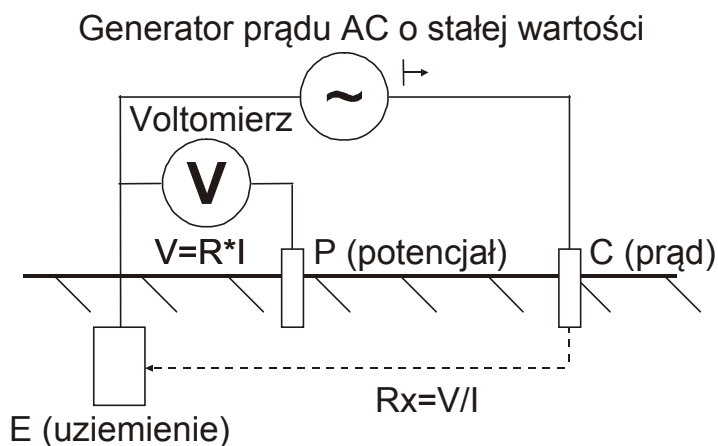 Generator prądu AC o stałej wartości
~
Voltomierz
V
V=R*I
P (potencjał)
C (prąd)
Rx=V/I
E (uziemienie)